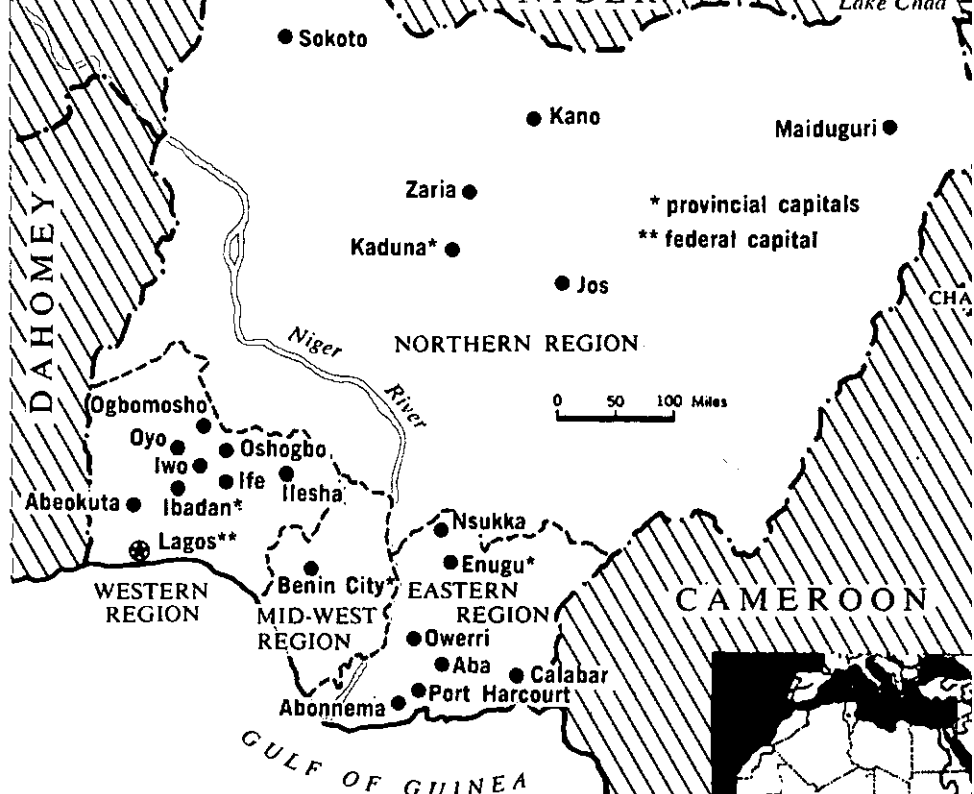 NIGER
Lake Chad
Sokoto
Kano
Maiduguri
Zaria
* provincial capitals
Kaduna*
** federal capital
Jos
DAHOMEY
CHA
NORTHERN REGION
Niger
River
0 50 100 Miles
Ogbomosho
Oyo
Oshogbo
Iwo
Ife
Ilesha
Abeokuta
Ibadan*
Nsukka
Lagos**
Enugu*
Benin City*
WESTERN
REGION
EASTERN
REGION
CAMEROON
MID-WEST
REGION
Owerri
Aba
Calabar
Port Harcourt
Abonnema
GULF OF GUINEA